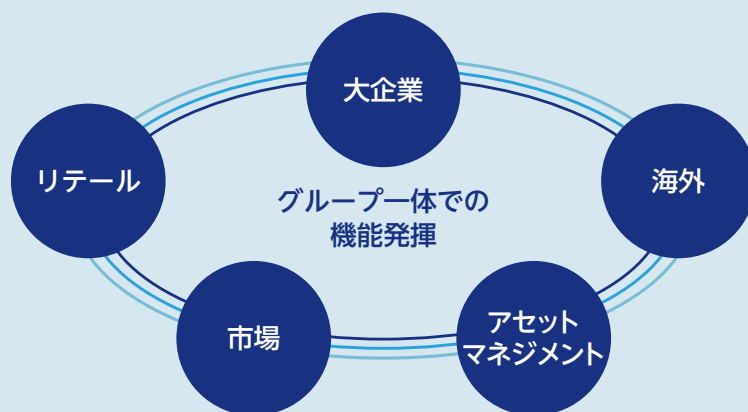 大企業
リテール
海外
グループ一体での
機能発揮
市場
アセット
マネジメント